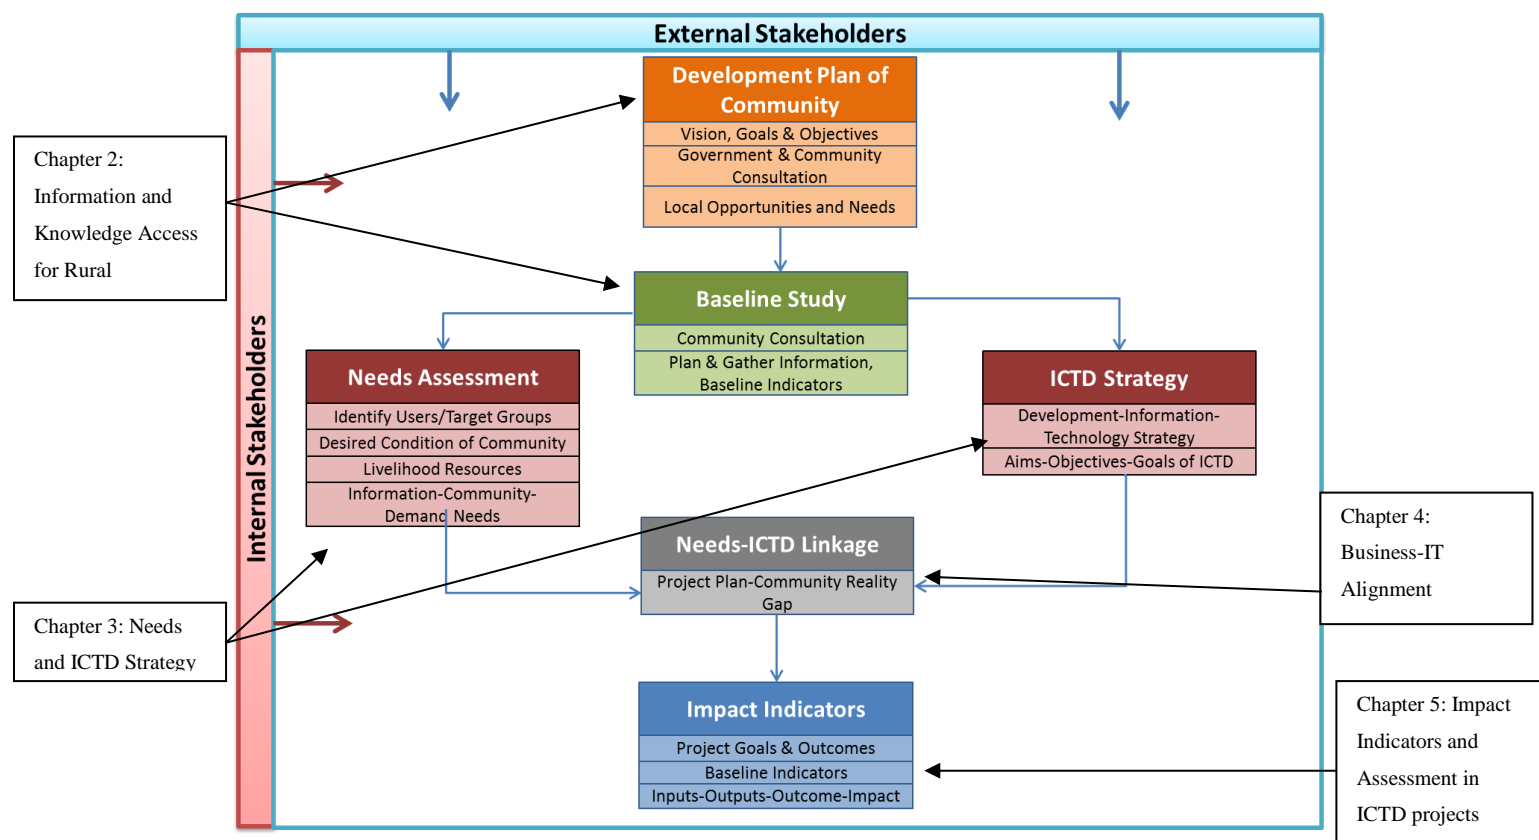 External Stakeholders
Internal Stakeholders
Development Plan of
Community
Vision, Goals & Objectives
Government & Community
Consultation
Local Opportunities and Needs
Chapter 2:
Information and
Knowledge Access
for Rural
Baseline Study
Community Consultation
Plan & Gather Information,
Baseline Indicators
Needs Assessment
Identify Users/Target Groups
Desired Condition of Community
Livelihood Resources
Information-Community-
Demand Needs
ICTD Strategy
Development-Information-
Technology Strategy
Aims-Objectives-Goals of ICTD
Needs-ICTD Linkage
Project Plan-Community Reality
Gap
Chapter 4:
Business-IT
Alignment
Chapter 3: Needs
and ICTD Strategy
Impact Indicators
Project Goals & Outcomes
Baseline Indicators
Inputs-Outputs-Outcome-Impact
Chapter 5: Impact
Indicators and
Assessment in
ICTD projects